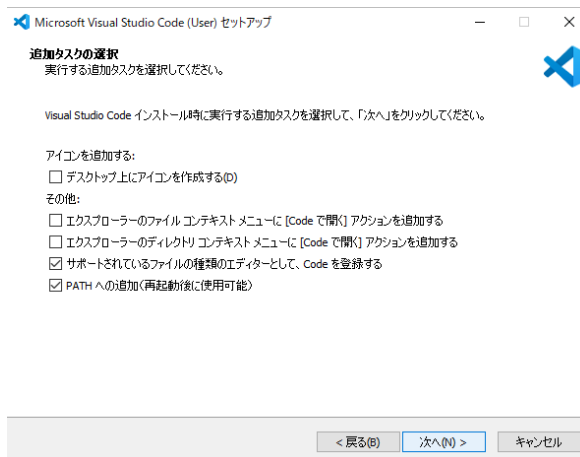 Microsoft Visual Studio Code (User) セットアップ
追加タスクの選択
実行する追加タスクを選択してください。
Visual Studio Code インストール時に実行する追加タスクを選択して、「次へ」をクリックしてください。
アイコンを追加する:
デスクトップ上にアイコンを作成する(D)
その他:
エクスプローラーのファイル コンテキスト メニューに [Code で開く] アクションを追加する
エクスプローラーのディレクトリ コンテキスト メニューに [Code で開く] アクションを追加する
サポートされているファイルの種類のエディターとして、Code を登録する
PATH への追加（再起動後に使用可能）
< 戻る(B) 次へ(N) > キャンセル